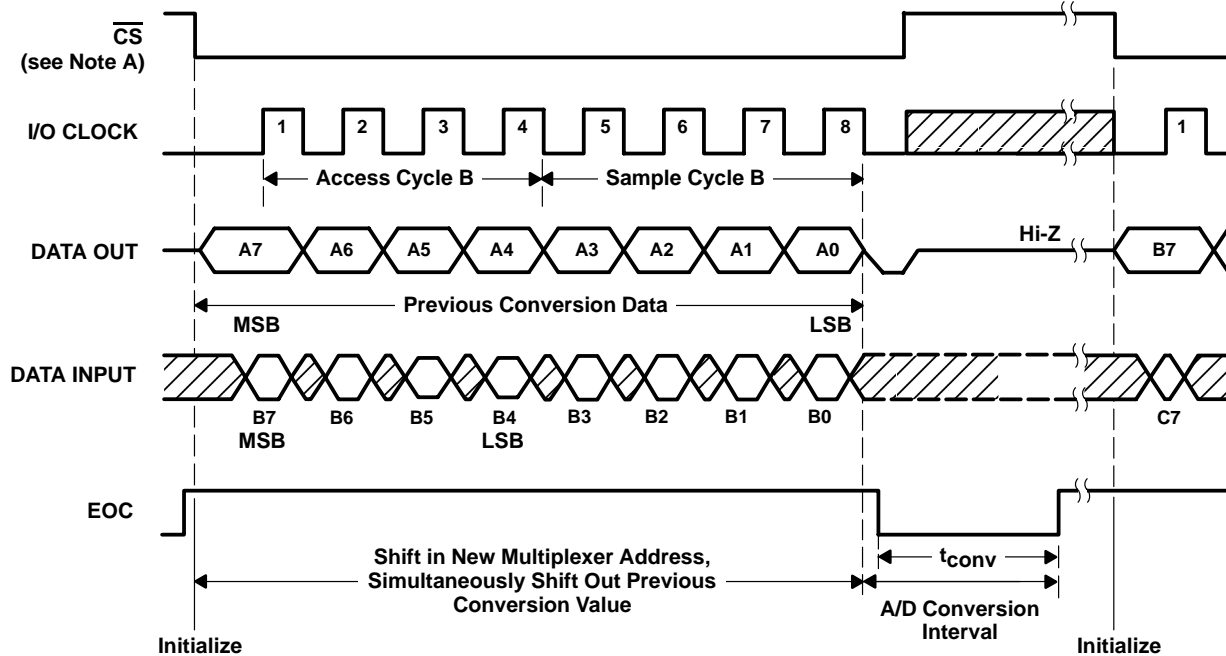 CS
(see Note A)
I/O CLOCK
1 2 3 4 5 6 7 8 1
Access Cycle B Sample Cycle B
DATA OUT
A7 A6 A5 A4 A3 A2 A1 A0 Hi-Z B7
Previous Conversion Data
MSB LSB
DATA INPUT
B7 B6 B5 B4 B3 B2 B1 B0 C7
MSB LSB
EOC
Shift in New Multiplexer Address,
Simultaneously Shift Out Previous
Conversion Value
tconv
A/D Conversion
Interval
Initialize Initialize